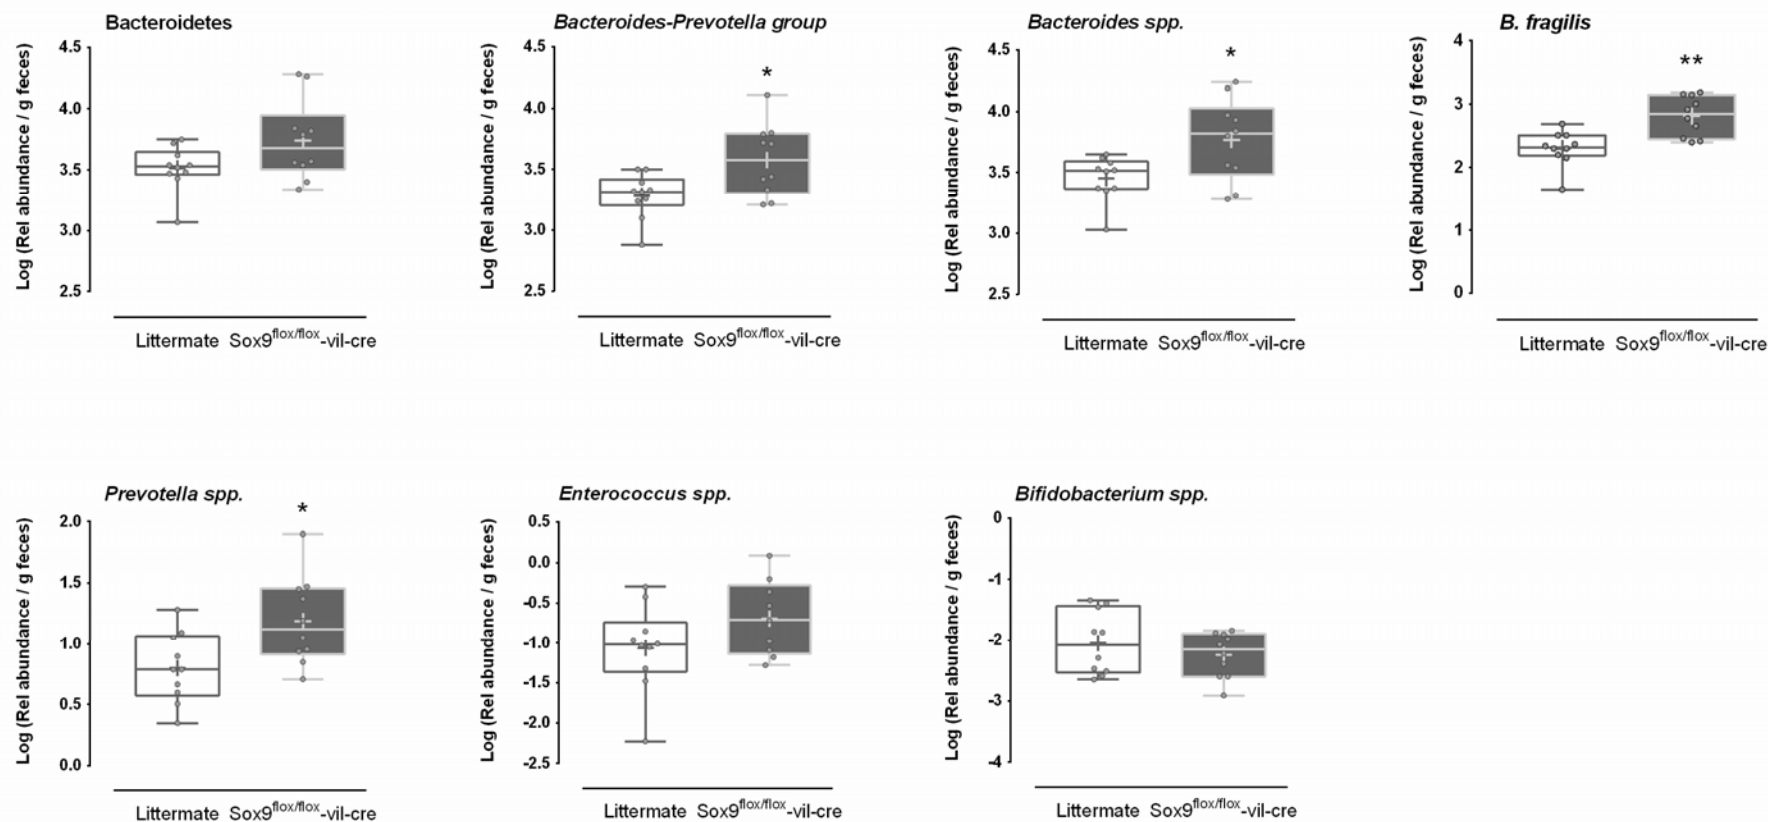 Bacteroidetes
Log (Rel abundance / g feces)
4.5
4.0
3.5
3.0
2.5
Littermate Sox9flox/flox-vil-cre
Bacteroides-Prevotella group
Log (Rel abundance / g feces)
4.5
4.0
3.5
3.0
2.5
*
Littermate Sox9flox/flox-vil-cre
Bacteroides spp.
Log (Rel abundance / g feces)
4.5
4.0
3.5
3.0
2.5
*
Littermate Sox9flox/flox-vil-cre
B. fragilis
Log (Rel abundance / g feces)
4
3
2
1
0
**
Littermate Sox9flox/flox-vil-cre
Prevotella spp.
Log (Rel abundance / g feces)
2.0
1.5
1.0
0.5
0.0
*
Littermate Sox9flox/flox-vil-cre
Enterococcus spp.
Log (Rel abundance / g feces)
0.5
0.0
-0.5
-1.0
-1.5
-2.0
-2.5
Littermate Sox9flox/flox-vil-cre
Bifidobacterium spp.
Log (Rel abundance / g feces)
0
-1
-2
-3
-4
Littermate Sox9flox/flox-vil-cre